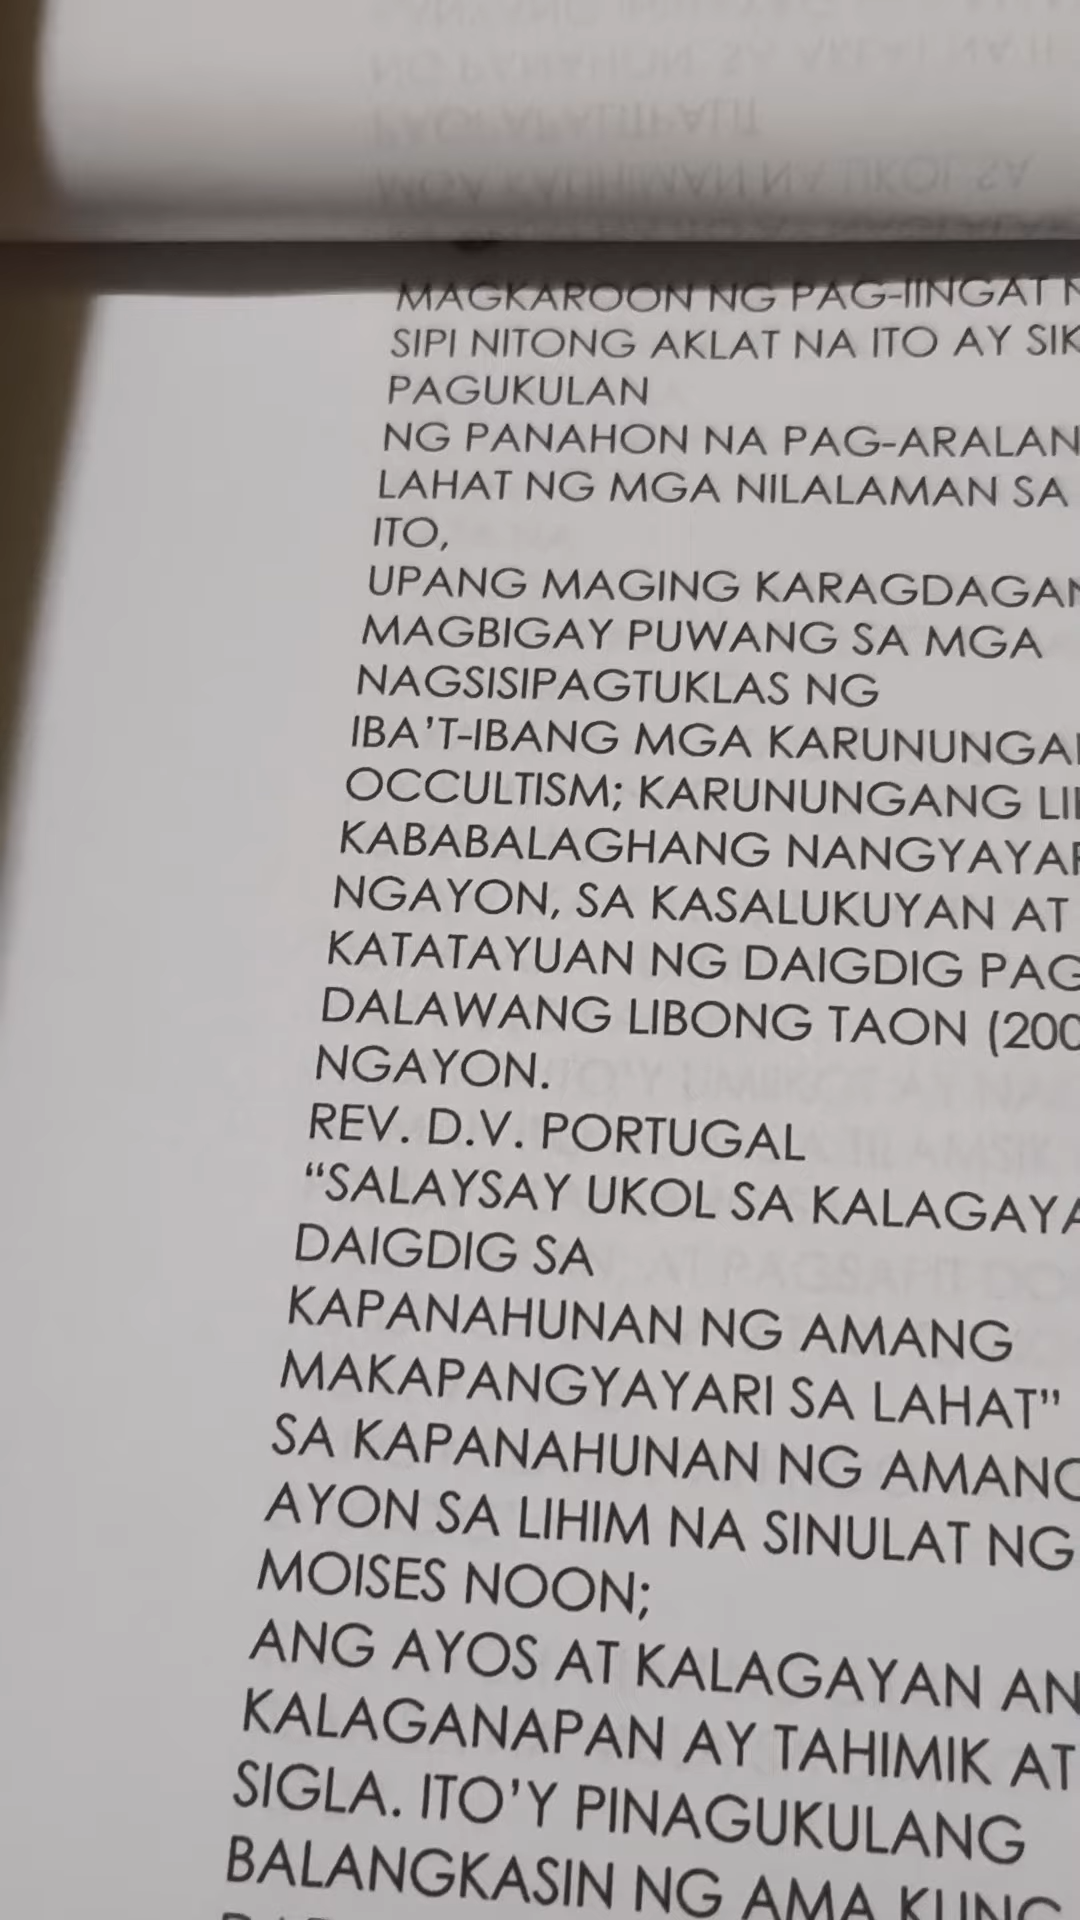 MAGKAROON NG PAG-IINGAT
SIPI NITONG AKLAT NA ITO AY
PAGUKULAN
NG PANAHON NA PAG-ARALAN
LAHAT NG MGA NILALAMAN SA
ITO,
UPANG MAGING
MAGBIGAY PUWANG SA MGA
NAGSISIPAGTUKLAS NG
IBA'T-IBANG MGA
OCCULTISM; KARUNUNGANG
KABABALAGHANG
NGAYON, SA KASALUKUYAN AT
KATATAYUAN NG DAIGDIG
DALAWANG LIBONG TAON
NGAYON.
REV. D.V. PORTUGAL
“SALAYSAY UKOL SA
DAIGDIG SA
KAPANAHUNAN NG AMANG
MAKAPANGYAYARI SA LAHAT”
SA KAPANAHUNAN NG AMANG
AYON SA LIHIM NA SINULAT NG
MOISES NOON;
ANG AYOS AT KALAGAYAN
KALAGANAPAN AY TAHIMIK AT
SIGLA. ITO'Y PINAGUKULANG
BALANGKASIN NG AMA